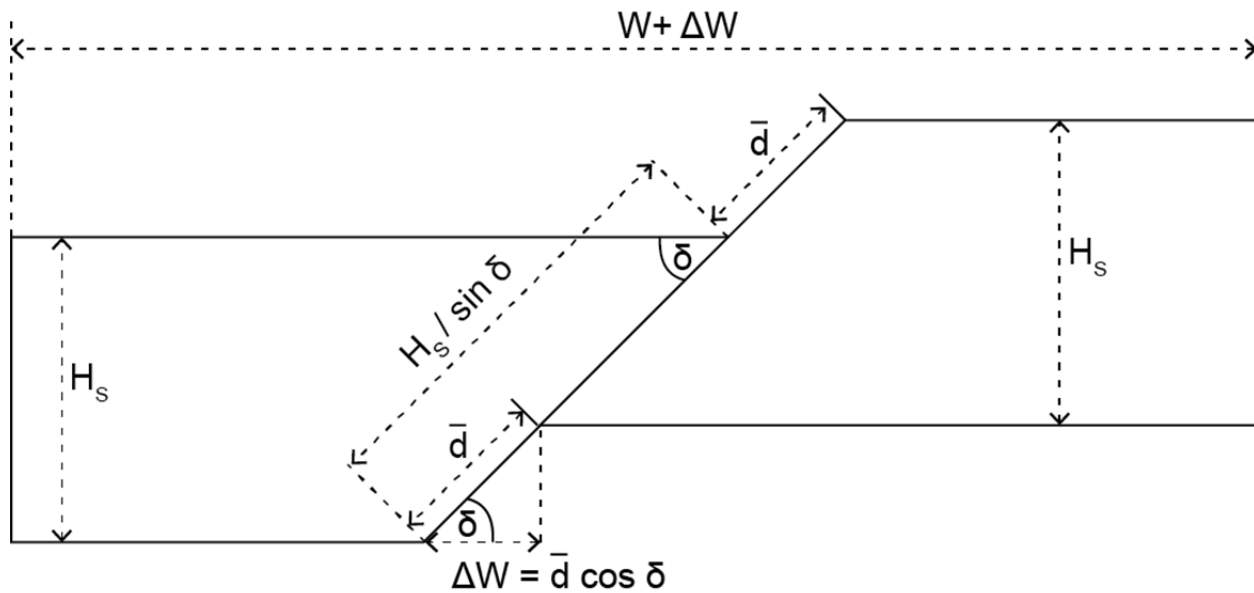 W+ ΔW
d̅
H_s / sin δ
δ
H_s
H_s
d̅
δ
ΔW = d̅ cos δ